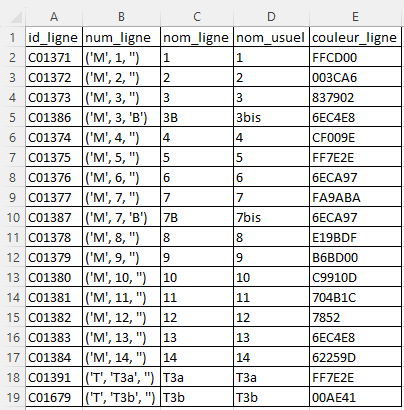 A B C D E
1 id_ligne num_ligne nom_ligne nom_usuel couleur_ligne
2 C01371 ('M', 1, '') 1 1 FFCD00
3 C01372 ('M', 2, '') 2 2 003CA6
4 C01373 ('M', 3, '') 3 3 837902
5 C01386 ('M', 3, 'B') 3B 3bis 6EC4E8
6 C01374 ('M', 4, '') 4 4 CF009E
7 C01375 ('M', 5, '') 5 5 FF7E2E
8 C01376 ('M', 6, '') 6 6 6ECA97
9 C01377 ('M', 7, '') 7 7 FA9ABA
10 C01387 ('M', 7, 'B') 7B 7bis 6ECA97
11 C01378 ('M', 8, '') 8 8 E19BDF
12 C01379 ('M', 9, '') 9 9 B6BD00
13 C01380 ('M', 10, '') 10 10 C9910D
14 C01381 ('M', 11, '') 11 11 704B1C
15 C01382 ('M', 12, '') 12 12 7852
16 C01383 ('M', 13, '') 13 13 6EC4E8
17 C01384 ('M', 14, '') 14 14 62259D
18 C01391 ('T', 'T3a', '') T3a T3a FF7E2E
19 C01679 ('T', 'T3b', '') T3b T3b 00AE41